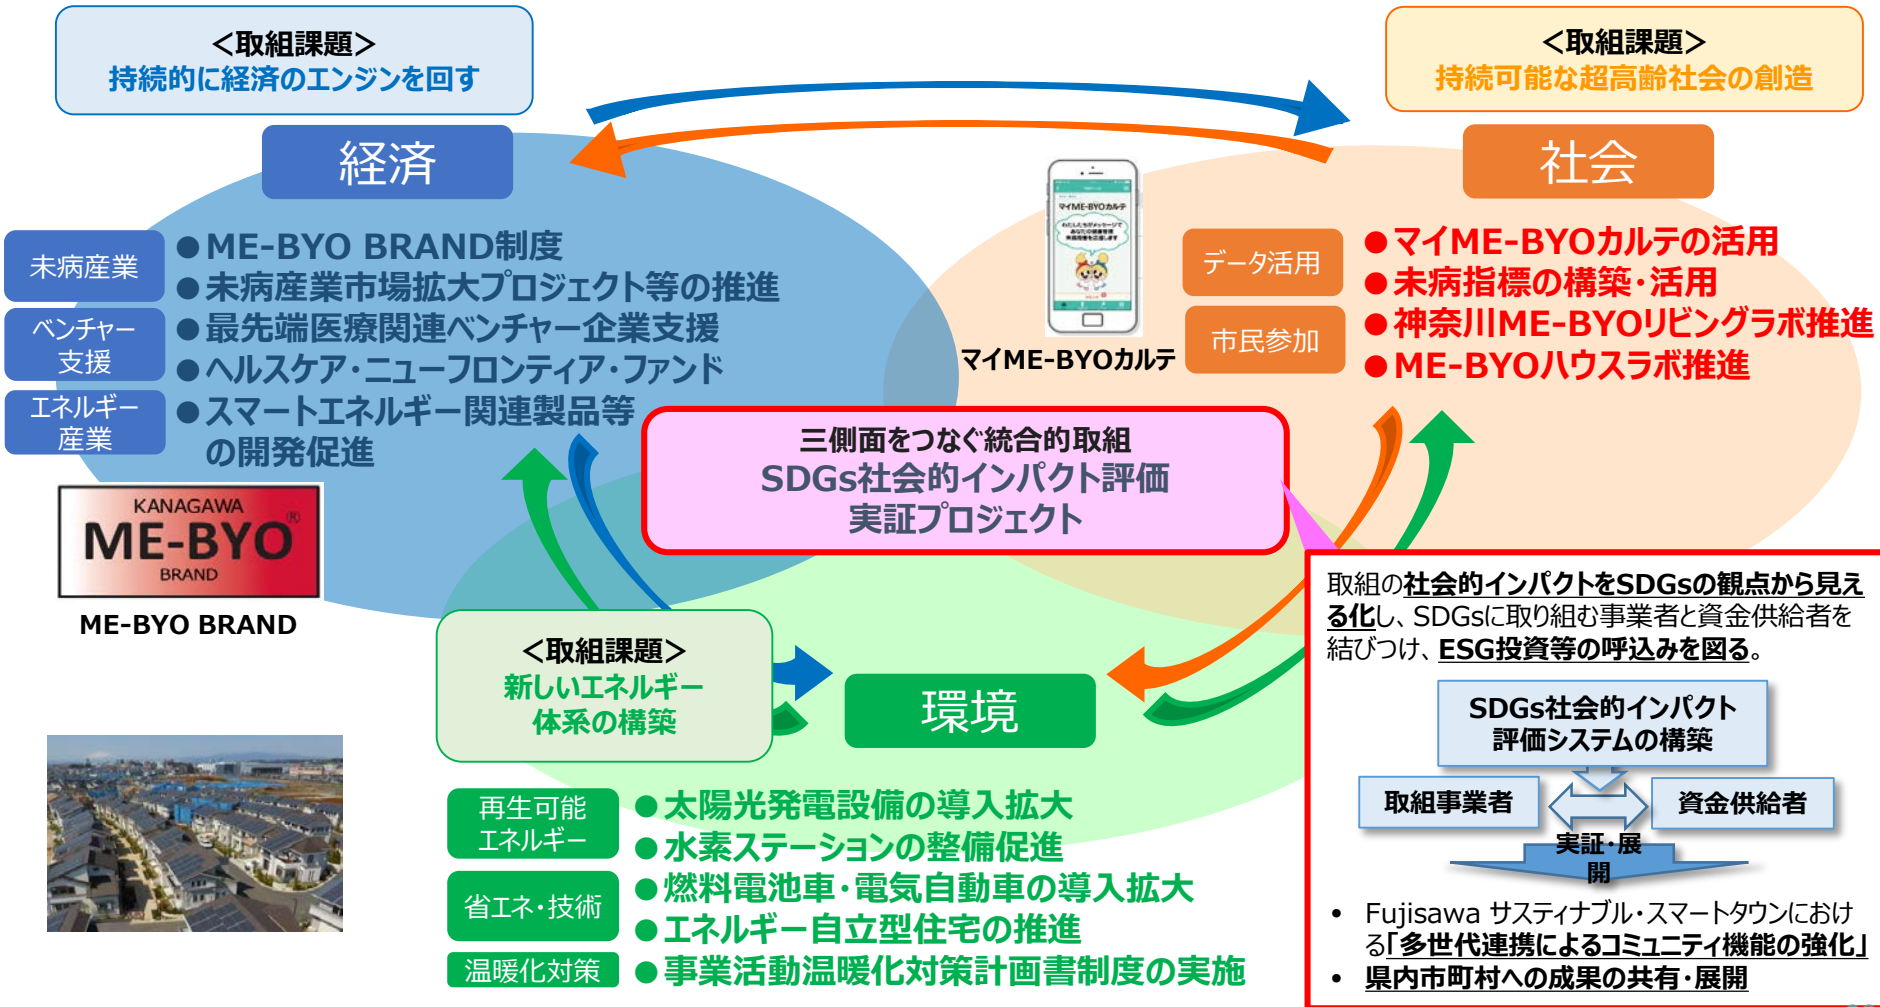 <取組課題>
持続的に経済のエンジンを回す
<取組課題>
持続可能な超高齢社会の創造
経済
社会
未病産業
ベンチャー
支援
エネルギー
産業
●ME-BYO BRAND制度
●未病産業市場拡大プロジェクト等の推進
●最先端医療関連ベンチャー企業支援
●ヘルスケア・ニューフロンティア・ファンド
●スマートエネルギー関連製品等
の開発促進
KANAGAWA
ME-BYO®
BRAND
ME-BYO BRAND
マイME-BYOカルテ
マイME-BYOカルテ
データ活用
市民参加
●マイME-BYOカルテの活用
●未病指標の構築・活用
●神奈川ME-BYOリビングラボ推進
●ME-BYOハウスラボ推進
三側面をつなぐ統合的取組
SDGs社会的インパクト評価
実証プロジェクト
<取組課題>
新しいエネルギー
体系の構築
環境
再生可能
エネルギー
省エネ・技術
温暖化対策
●太陽光発電設備の導入拡大
●水素ステーションの整備促進
●燃料電池車・電気自動車の導入拡大
●エネルギー自立型住宅の推進
●事業活動温暖化対策計画書制度の実施
取組の社会的インパクトをSDGsの観点から見え
る化し、SDGsに取り組む事業者と資金供給者を
結びつけ、ESG投資等の呼込みを図る。
SDGs社会的インパクト
評価システムの構築
取組事業者
資金供給者
実証・展
開
• Fujisawa サスティナブル・スマートタウンにおけ
る「多世代連携によるコミュニティ機能の強化」
• 県内市町村への成果の共有・展開